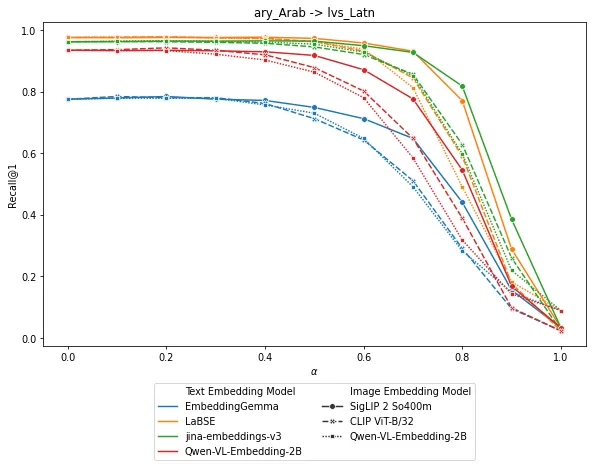 ary_Arab -> lvs_Latn
Recall@1
1.0
0.8
0.6
0.4
0.2
0.0
0.0 0.2 0.4 0.6 0.8 1.0
α
Text Embedding Model
EmbeddingGemma
LaBSE
jina-embeddings-v3
Qwen-VL-Embedding-2B
Image Embedding Model
SigLIP 2 So400m
CLIP ViT-B/32
Qwen-VL-Embedding-2B